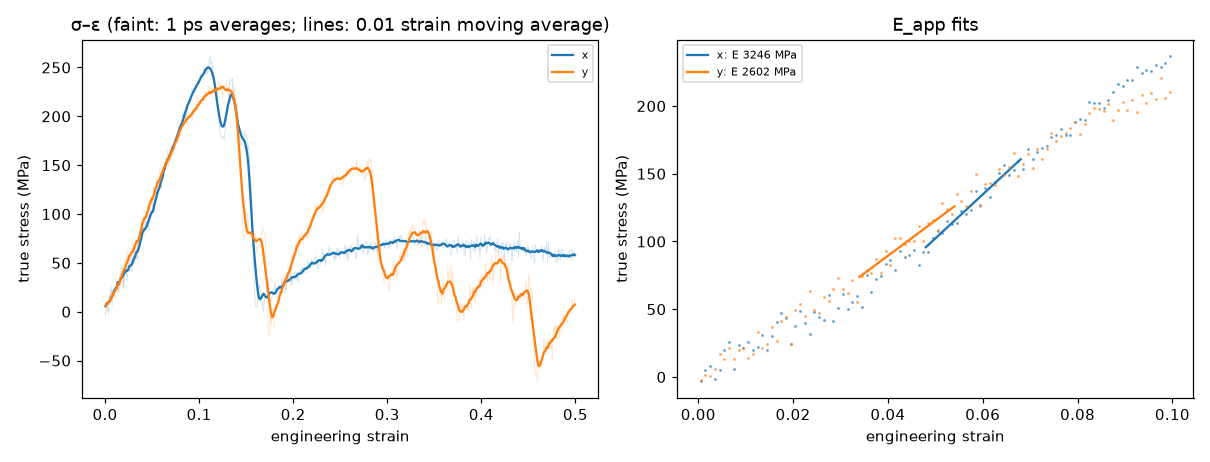 σ–ε (faint: 1 ps averages; lines: 0.01 strain moving average)
x
y
250
200
150
100
50
0
−50
true stress (MPa)
0.0 0.1 0.2 0.3 0.4 0.5
engineering strain
E_app fits
x: E 3246 MPa
y: E 2602 MPa
200
150
100
50
0
true stress (MPa)
0.00 0.02 0.04 0.06 0.08 0.10
engineering strain